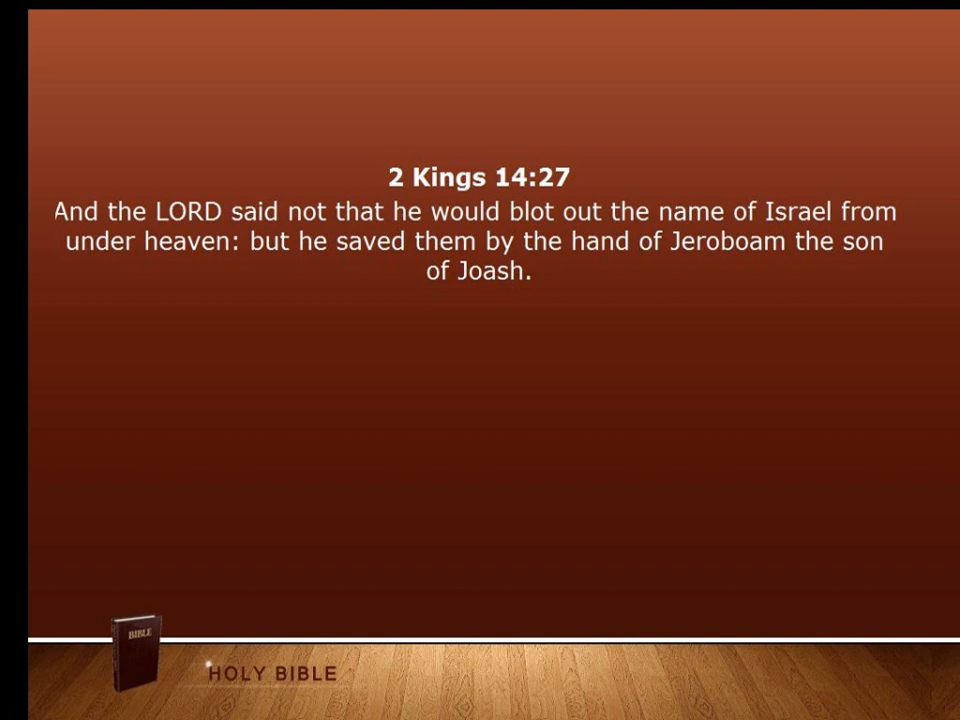 2 Kings 14:27
And the LORD said not that he would blot out the name of Israel from
under heaven: but he saved them by the hand of Jeroboam the son
of Joash.
BIBLE
HOLY BIBLE